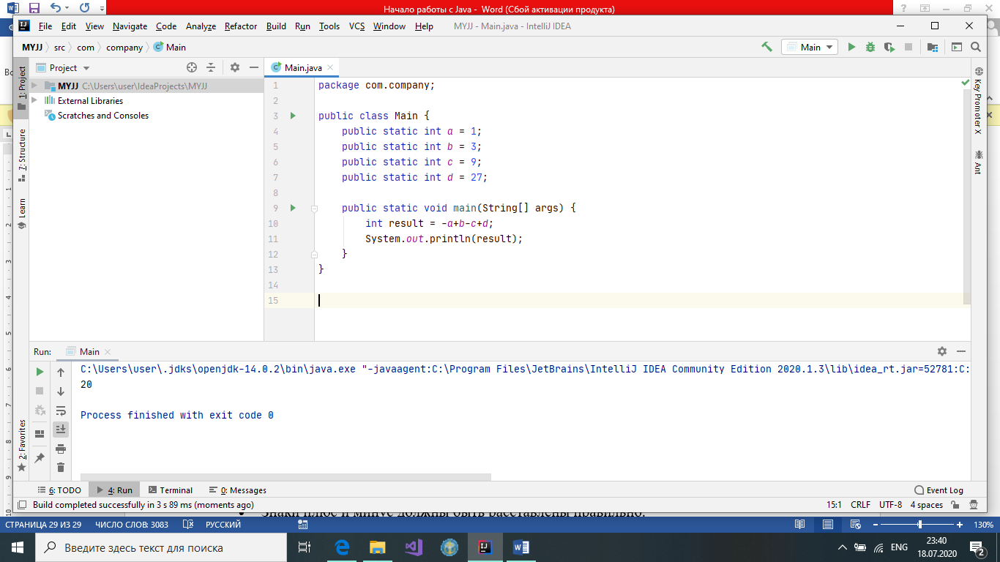 Начало работы с Java - Word (Сбой активации продукта)
File Edit View Navigate Code Analyze Refactor Build Run Tools VCS Window Help MYJJ - Main.java - IntelliJ IDEA
MYJJ src com company Main Main
Project Main.java
MYJJ C:\Users\user\IdeaProjects\MYJJ
External Libraries
Scratches and Consoles
1: Project
7: Structure
Learn
2: Favorites
Key Promoter X
Ant
1 package com.company;
2
3 public class Main {
4 public static int a = 1;
5 public static int b = 3;
6 public static int c = 9;
7 public static int d = 27;
8
9 public static void main(String[] args) {
10 int result = -a+b-c+d;
11 System.out.println(result);
12 }
13 }
14
15
Run: Main
C:\Users\user\.jdks\openjdk-14.0.2\bin\java.exe "-javaagent:C:\Program Files\JetBrains\IntelliJ IDEA Community Edition 2020.1.3\lib\idea_rt.jar=52781:C:
20
Process finished with exit code 0
6: TODO 4: Run Terminal 0: Messages Event Log
Build completed successfully in 3 s 89 ms (moments ago) 15:1 CRLF UTF-8 4 spaces
Знаки плюс и минус должны быть расставлены правильно.
СТРАНИЦА 29 ИЗ 29 ЧИСЛО СЛОВ: 3083 РУССКИЙ 130%
Введите здесь текст для поиска ENG 23:40
18.07.2020 2